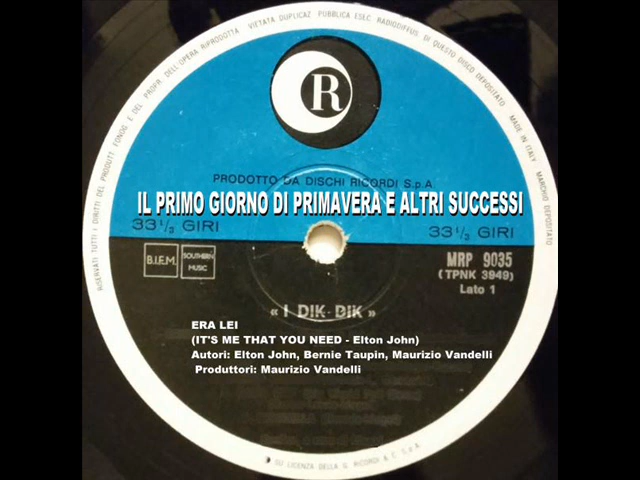 RISERVATI TUTTI I DIRITTI DEL PRODUTT. FONOG. E DEL PROPR. DELL'OPERA RIPRODOTTA VIETATA DUPLICAZ. PUBBLICA ESEC. RADIODIFFUS. DI QUESTO DISCO DEPOSITATO MADE IN ITALY MARCHIO DEPOSITATO
R
PRODOTTO DA DISCHI RICORDI S.p.A.
IL PRIMO GIORNO DI PRIMAVERA E ALTRI SUCCESSI
33 1/3 GIRI
33 1/3 GIRI
B.I.E.M.
SOUTHERN
MUSIC
MRP 9035
(TPNK 3949)
Lato 1
« I DIK DIK »
ERA LEI
(IT'S ME THAT YOU NEED - Elton John)
Autori: Elton John, Bernie Taupin, Maurizio Vandelli
Produttori: Maurizio Vandelli
SU LICENZA DELLA G. RICORDI & C. S.p.A.